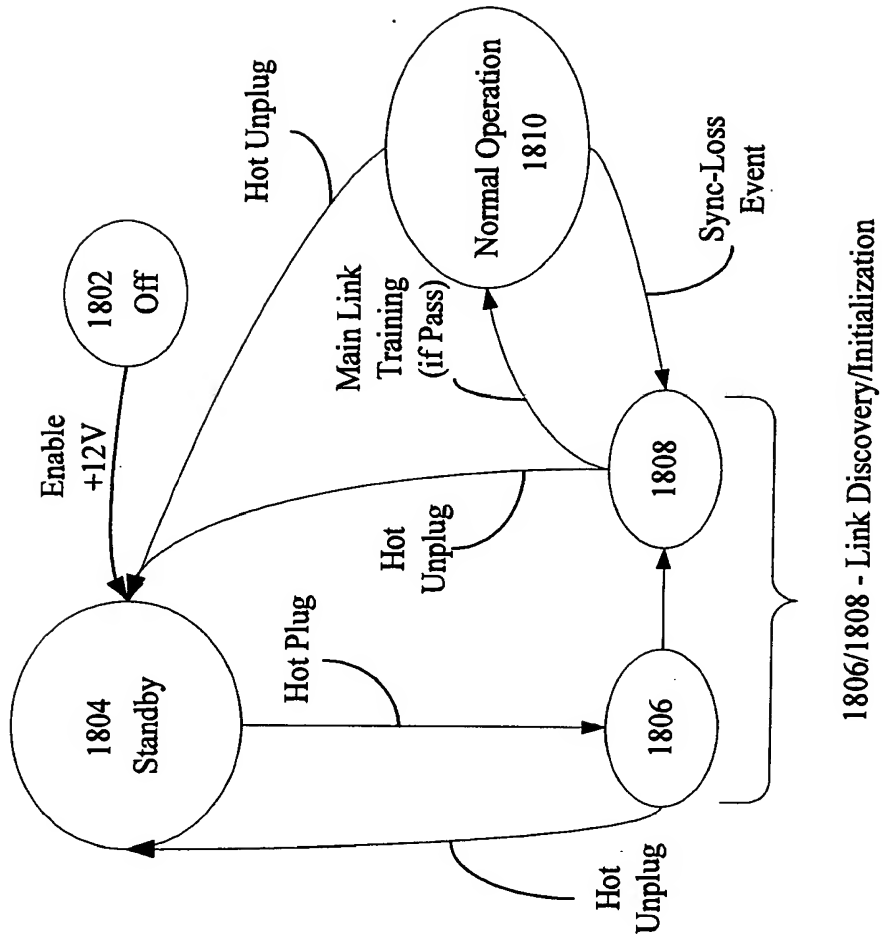 1802
Off
Enable
+12V
1804
Standby
Hot Unplug
Normal Operation
1810
Main Link
Training
(if Pass)
Hot
Unplug
Hot Plug
Sync-Loss
Event
1808
1806
Hot
Unplug
1806/1808 - Link Discovery/Initialization